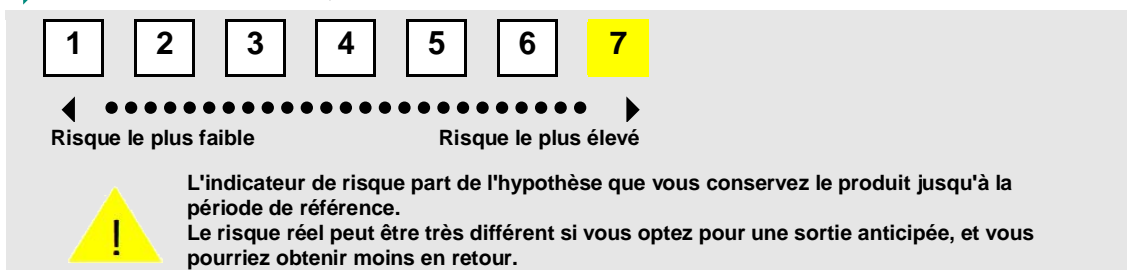 1 2 3 4 5 6 7
Risque le plus faible Risque le plus élevé
L'indicateur de risque part de l'hypothèse que vous conservez le produit jusqu'à la
période de référence.
! Le risque réel peut être très différent si vous optez pour une sortie anticipée, et vous
pourriez obtenir moins en retour.